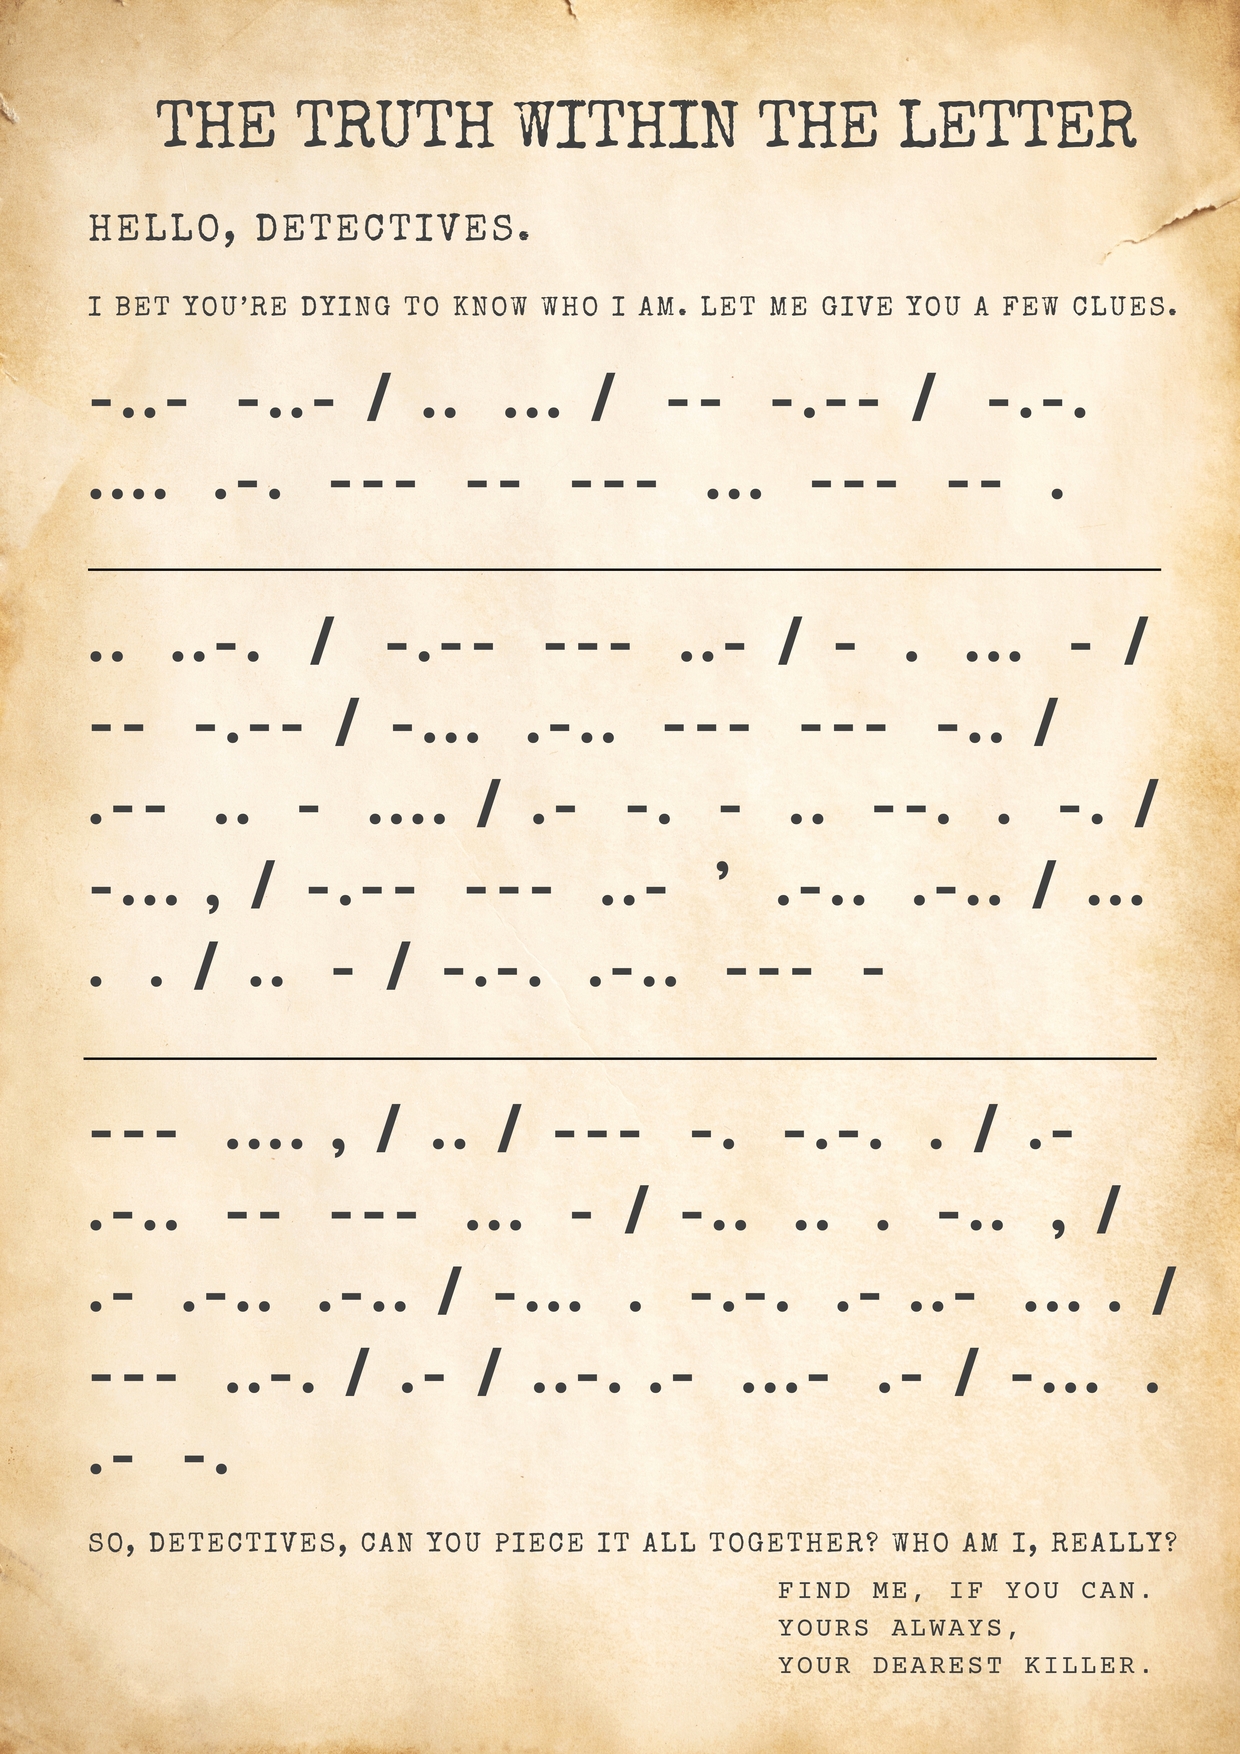 THE TRUTH WITHIN THE LETTER
HELLO, DETECTIVES.
I BET YOU’RE DYING TO KNOW WHO I AM. LET ME GIVE YOU A FEW CLUES.
-..- -..- / .. ... / -- -.-- / -.-.
.... .-. --- -- --- ... --- -- .
.. ..-. / -.-- --- ..- / - . ... - /
-- -.-- / -... .-.. --- --- -.. /
.-- .. - .... / .- -. - .. --. . -. /
-... , / -.-- --- ..- ’ .-.. .-.. / ...
. . / .. - / -.-. .-.. --- -
--- .... , / .. / --- -. -.-. . / .-
.-.. -- --- ... - / -.. .. . -.. , /
.- .-.. .-.. / -... . -.-. .- ..- ... . /
--- ..-. / .- / ..-. .- ...- .- / -... .
.- -.
SO, DETECTIVES, CAN YOU PIECE IT ALL TOGETHER? WHO AM I, REALLY?
FIND ME, IF YOU CAN.
YOURS ALWAYS,
YOUR DEAREST KILLER.